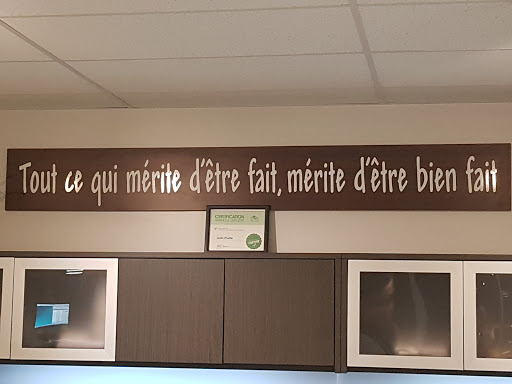 Tout ce qui mérite d'être fait, mérite d'être bien fait
CERTIFICATION